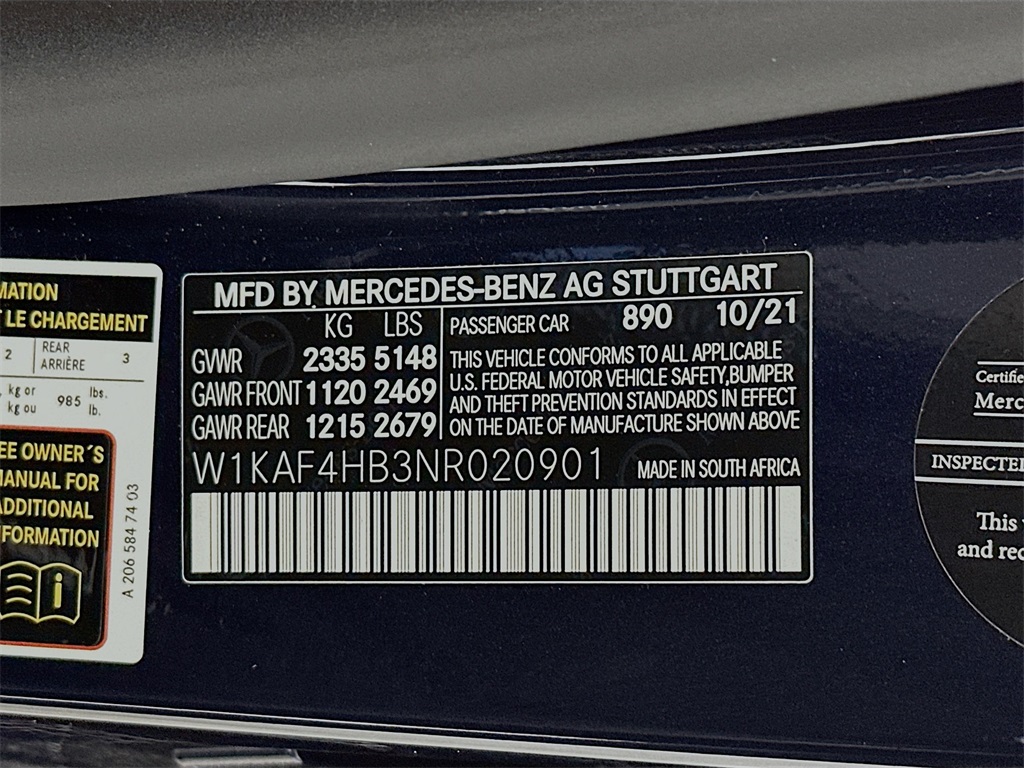 MATION
T LE CHARGEMENT
2 REAR ARRIÈRE 3
kg or kg ou 985 lbs. lb.
EE OWNER´S
MANUAL FOR
ADDITIONAL
FORMATION
A 206 584 74 03
MFD BY MERCEDES-BENZ AG STUTTGART
KG LBS
GWR 2335 5148
GAWR FRONT 1120 2469
GAWR REAR 1215 2679
PASSENGER CAR 890 10/21
THIS VEHICLE CONFORMS TO ALL APPLICABLE
U.S. FEDERAL MOTOR VEHICLE SAFETY,BUMPER
AND THEFT PREVENTION STANDARDS IN EFFECT
ON THE DATE OF MANUFACTURE SHOWN ABOVE
W1KAF4HB3NR020901 MADE IN SOUTH AFRICA
Certifie
Merc
INSPECTE
This
and rec